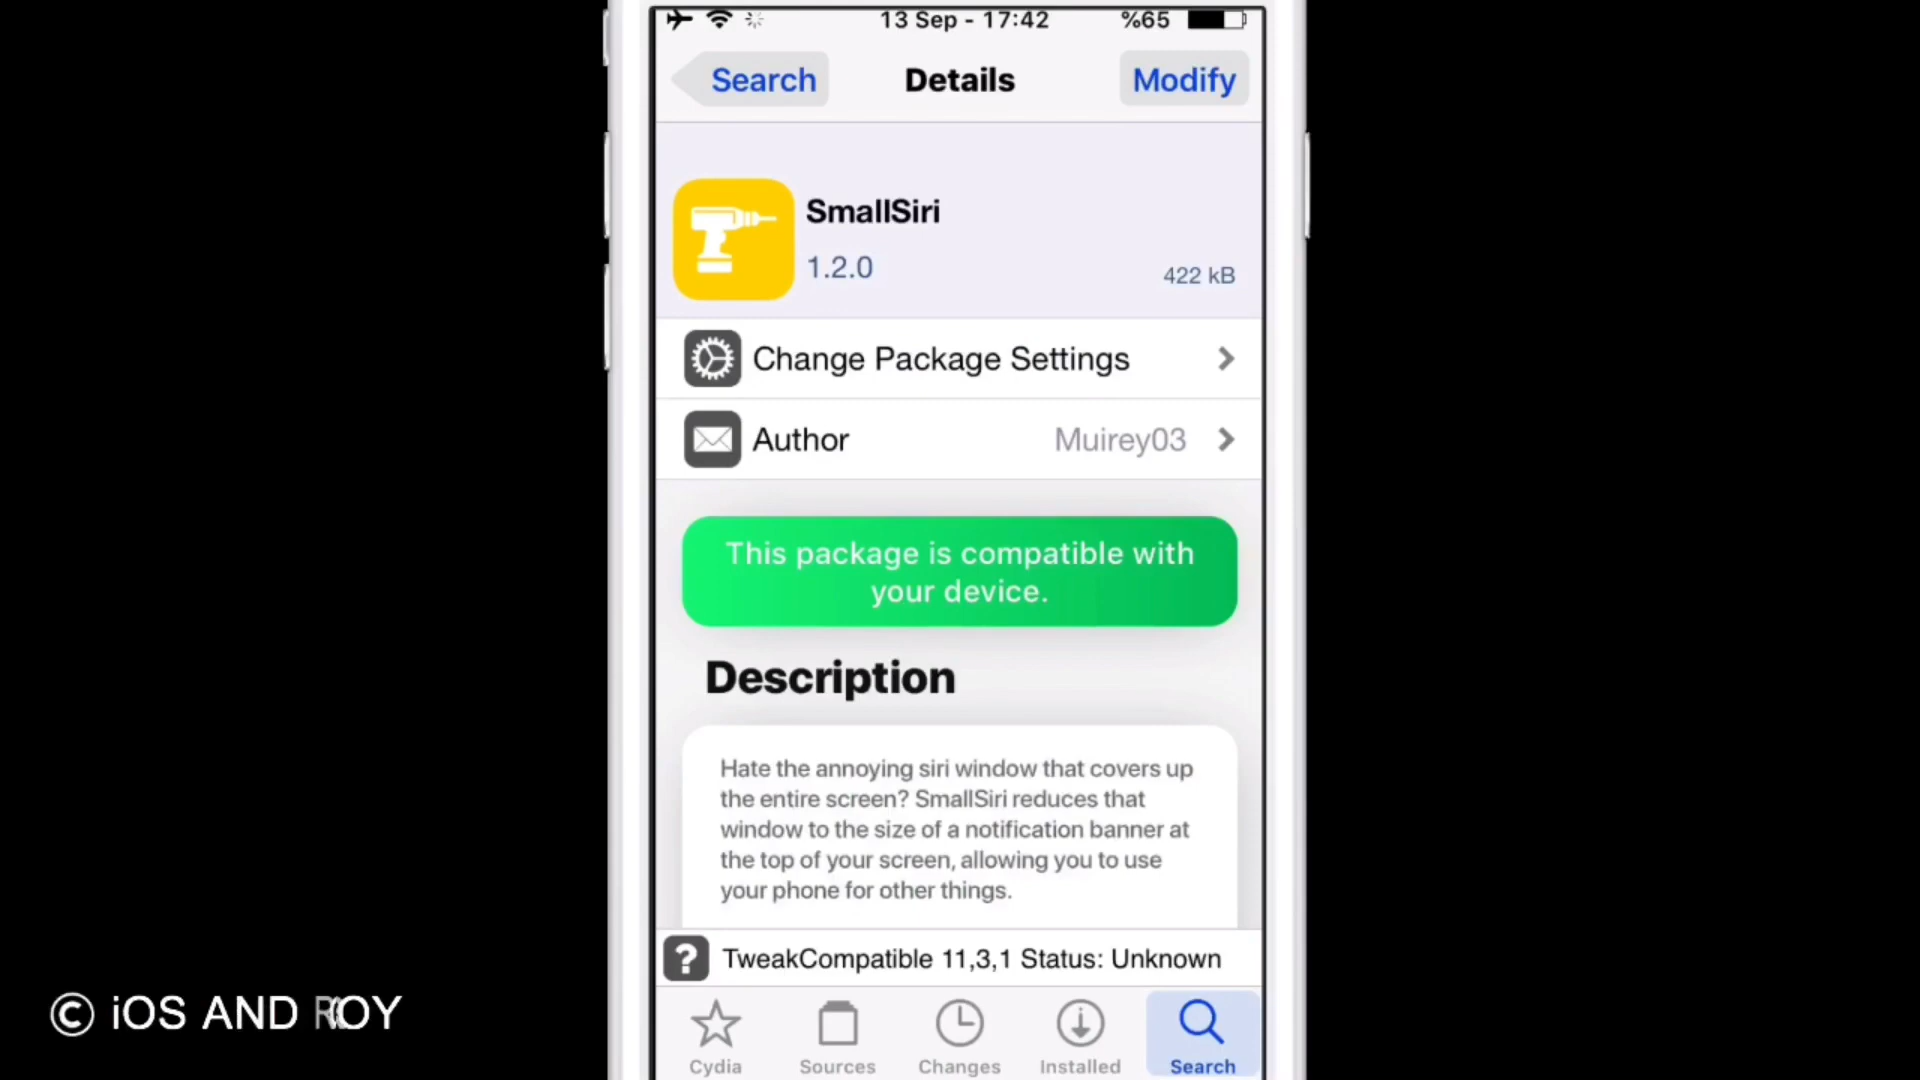 13 Sep - 17:42 %65
Search Details Modify
SmallSiri
1.2.0
422 kB
Change Package Settings
Author Muirey03
This package is compatible with
your device.
Description
Hate the annoying siri window that covers up
the entire screen? SmallSiri reduces that
window to the size of a notification banner at
the top of your screen, allowing you to use
your phone for other things.
? TweakCompatible 11,3,1 Status: Unknown
Cydia Sources Changes Installed Search
© iOS AND